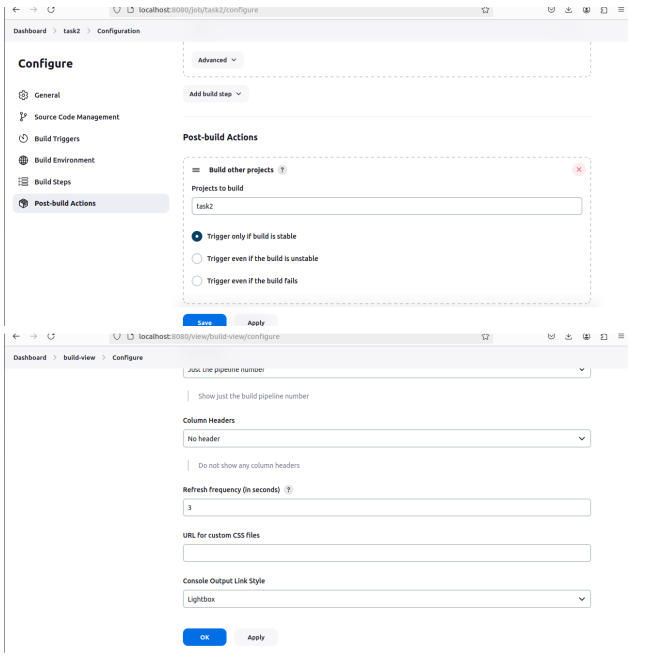 localhost:8080/job/task2/configure
Dashboard > task2 > Configuration
Configure
General
Source Code Management
Build Triggers
Build Environment
Build Steps
Post-build Actions
Advanced
Add build step
Post-build Actions
Build other projects ?
Projects to build
task2
Trigger only if build is stable
Trigger even if the build is unstable
Trigger even if the build fails
Save Apply
localhost:8080/view/build-view/configure
Dashboard > build-view > Configure
Just the pipeline number
Show just the build pipeline number
Column Headers
No header
Do not show any column headers
Refresh frequency (in seconds) ?
3
URL for custom CSS files
Console Output Link Style
Lightbox
OK Apply